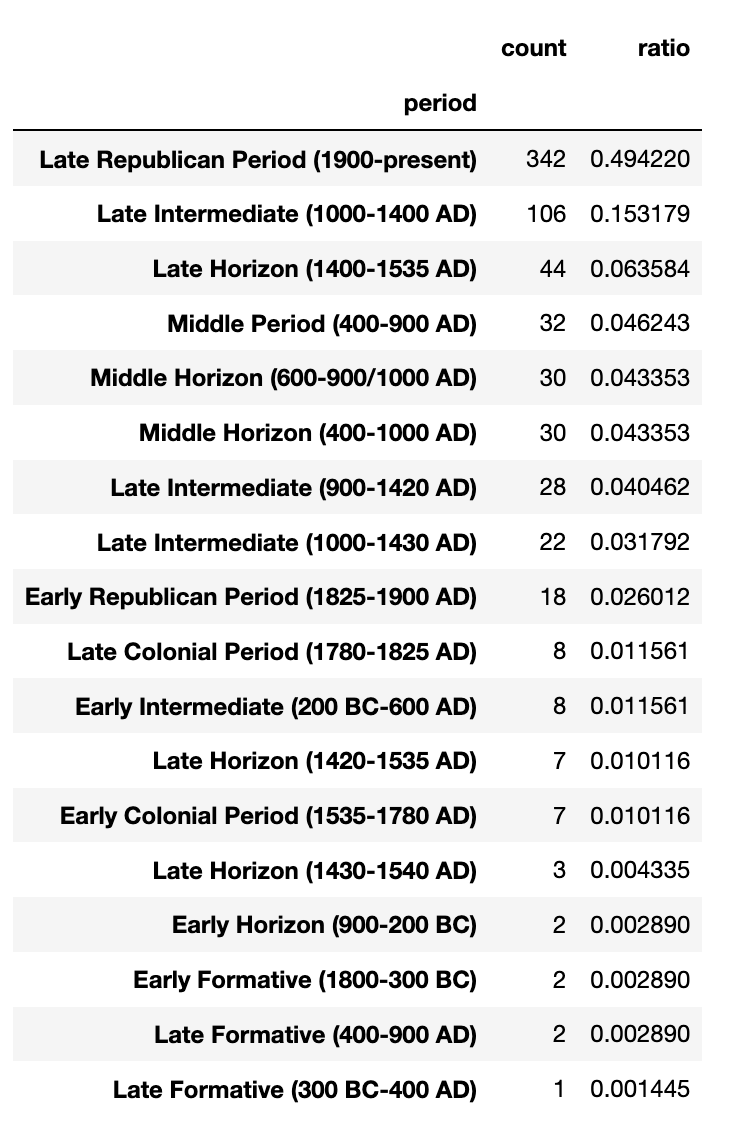 count ratio
period
Late Republican Period (1900-present) 342 0.494220
Late Intermediate (1000-1400 AD) 106 0.153179
Late Horizon (1400-1535 AD) 44 0.063584
Middle Period (400-900 AD) 32 0.046243
Middle Horizon (600-900/1000 AD) 30 0.043353
Middle Horizon (400-1000 AD) 30 0.043353
Late Intermediate (900-1420 AD) 28 0.040462
Late Intermediate (1000-1430 AD) 22 0.031792
Early Republican Period (1825-1900 AD) 18 0.026012
Late Colonial Period (1780-1825 AD) 8 0.011561
Early Intermediate (200 BC-600 AD) 8 0.011561
Late Horizon (1420-1535 AD) 7 0.010116
Early Colonial Period (1535-1780 AD) 7 0.010116
Late Horizon (1430-1540 AD) 3 0.004335
Early Horizon (900-200 BC) 2 0.002890
Early Formative (1800-300 BC) 2 0.002890
Late Formative (400-900 AD) 2 0.002890
Late Formative (300 BC-400 AD) 1 0.001445